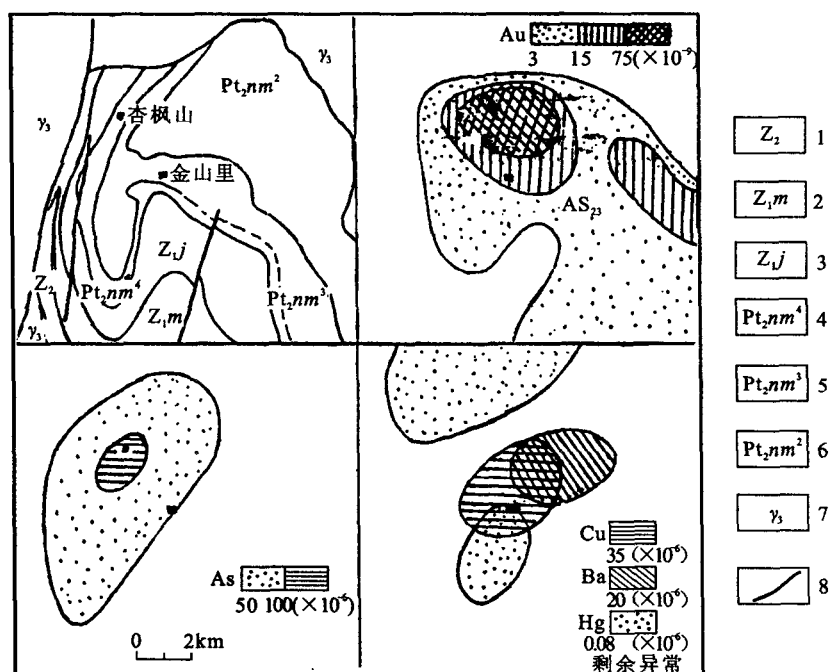 γ₃
Pt₂nm²
γ₃
杏枫山
金山里
Z₁j
Z₂
Pt₂nm⁴
Pt₂nm³
Z₁m
γ₃
Au
3 15 75(×10⁻⁹)
AS₂₃
As
50 100(×10⁻⁶)
0 2km
Cu
35 (×10⁻⁶)
Ba
20 (×10⁻⁶)
Hg
0.08 (×10⁻⁶)
剩余异常
Z₂ 1
Z₁m 2
Z₁j 3
Pt₂nm⁴ 4
Pt₂nm³ 5
Pt₂nm² 6
γ₃ 7
8